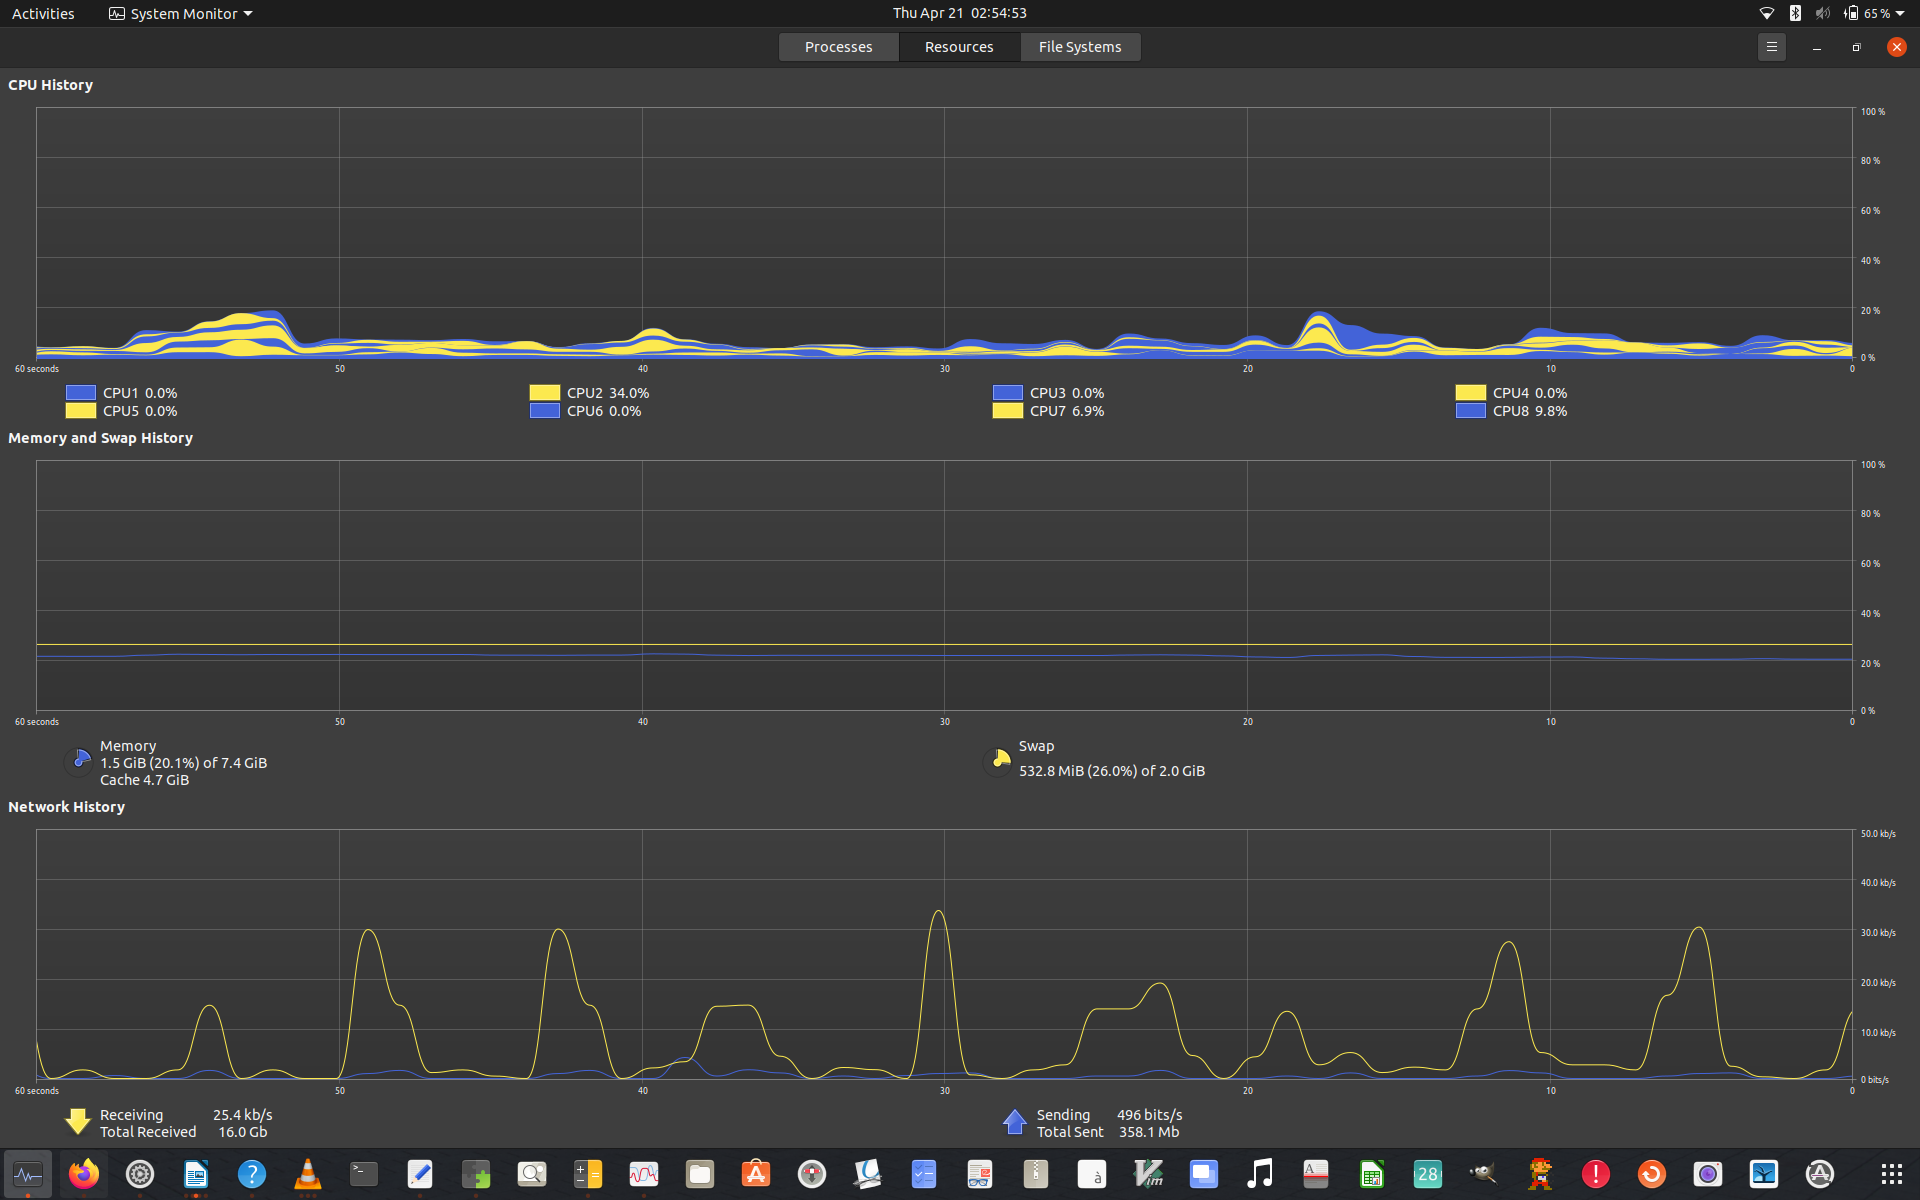 Activities System Monitor Thu Apr 21 02:54:53 65 %
Processes Resources File Systems
CPU History
100 %
80 %
60 %
40 %
20 %
0 %
60 seconds 50 40 30 20 10 0
CPU1 0.0% CPU2 34.0% CPU3 0.0% CPU4 0.0%
CPU5 0.0% CPU6 0.0% CPU7 6.9% CPU8 9.8%
Memory and Swap History
100 %
80 %
60 %
40 %
20 %
0 %
60 seconds 50 40 30 20 10 0
Memory
1.5 GiB (20.1%) of 7.4 GiB
Cache 4.7 GiB
Swap
532.8 MiB (26.0%) of 2.0 GiB
Network History
50.0 kb/s
40.0 kb/s
30.0 kb/s
20.0 kb/s
10.0 kb/s
0 bits/s
60 seconds 50 40 30 20 10 0
Receiving 25.4 kb/s
Total Received 16.0 Gb
Sending 496 bits/s
Total Sent 358.1 Mb
? >_ A à Vim A 28 !